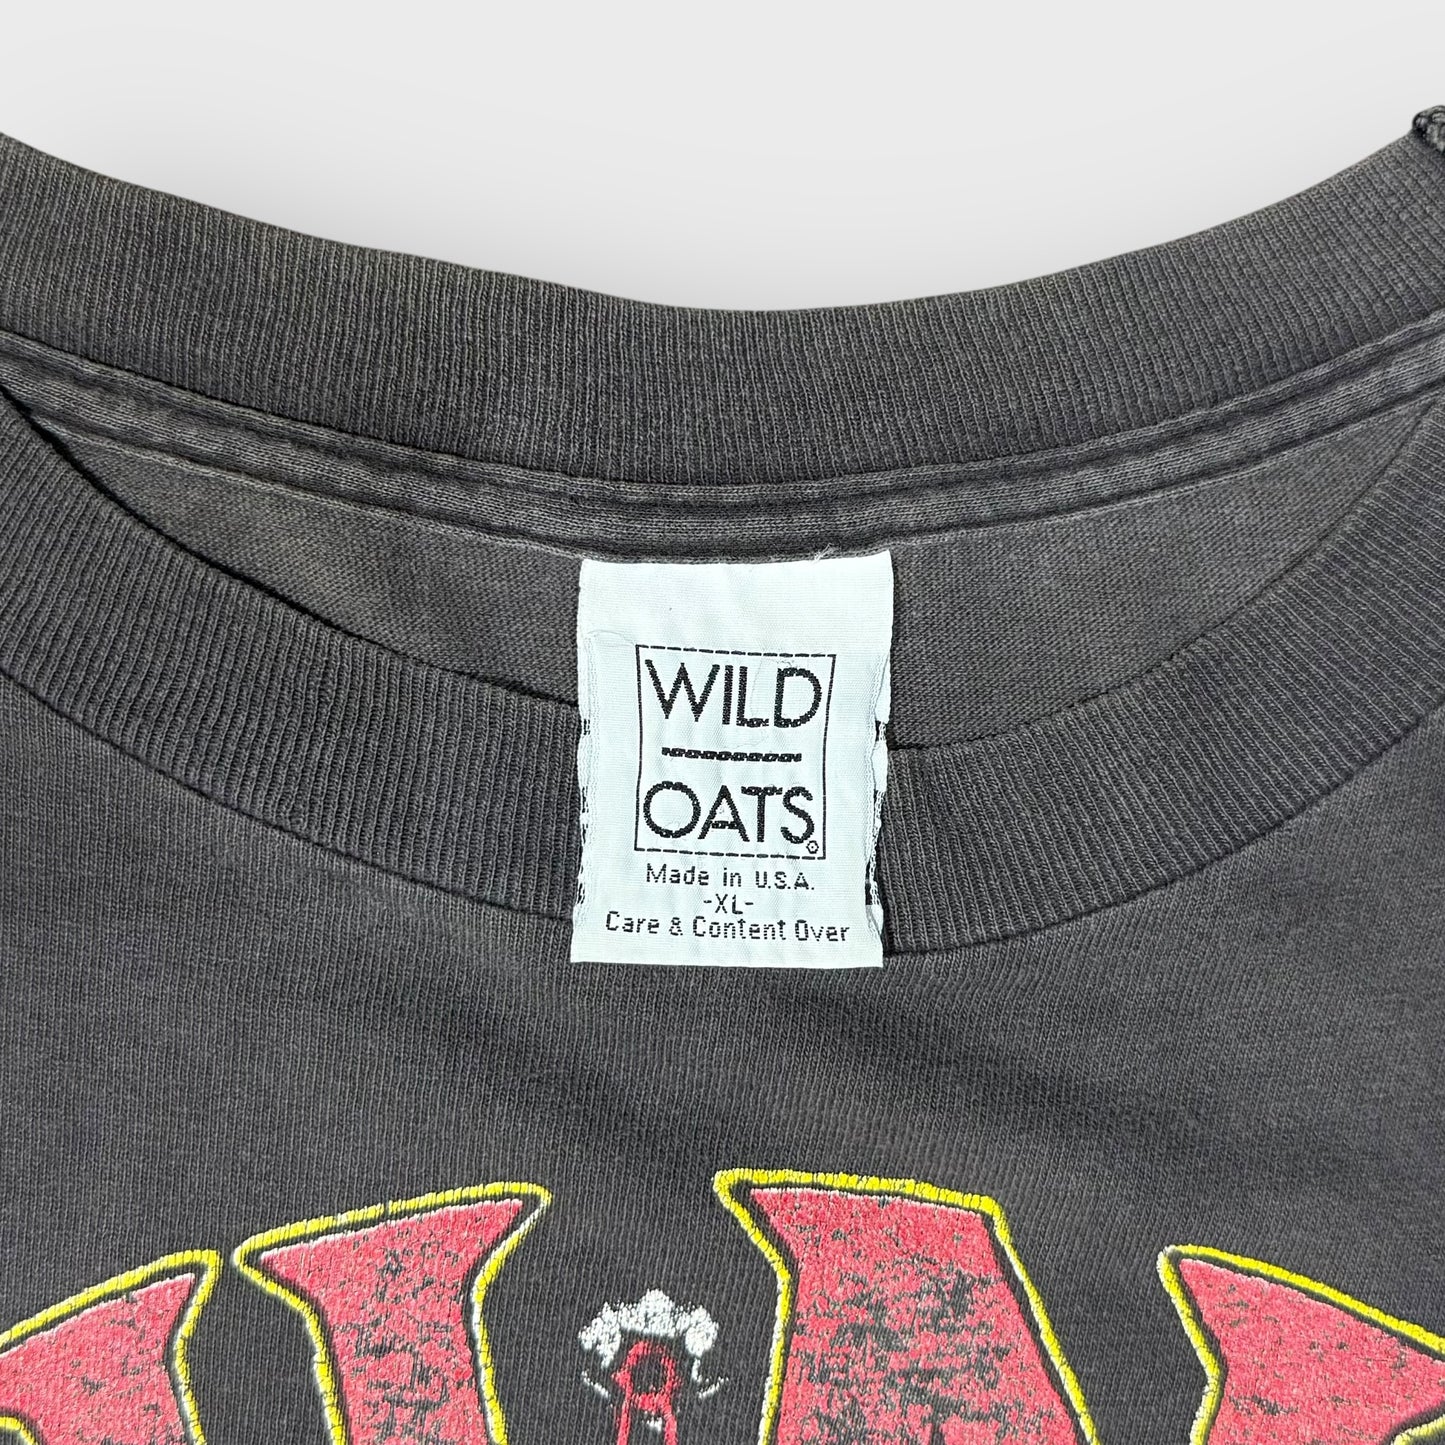 WILD
OATS®
Made in U.S.A.
-XL-
Care & Content Over